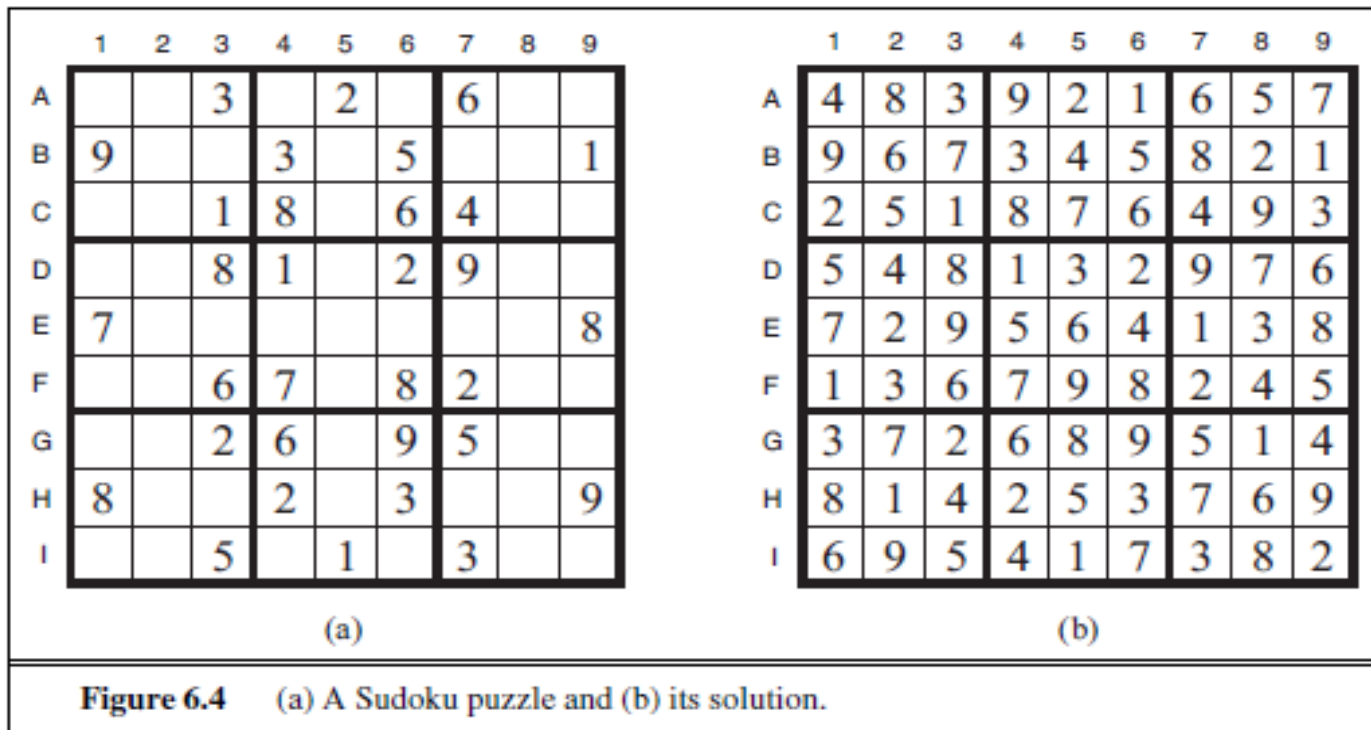 1 2 3 4 5 6 7 8 9
A 3 2 6
B 9 3 5 1
C 1 8 6 4
D 8 1 2 9
E 7 8
F 6 7 8 2
G 2 6 9 5
H 8 2 3 9
I 5 1 3
(a)
1 2 3 4 5 6 7 8 9
A 4 8 3 9 2 1 6 5 7
B 9 6 7 3 4 5 8 2 1
C 2 5 1 8 7 6 4 9 3
D 5 4 8 1 3 2 9 7 6
E 7 2 9 5 6 4 1 3 8
F 1 3 6 7 9 8 2 4 5
G 3 7 2 6 8 9 5 1 4
H 8 1 4 2 5 3 7 6 9
I 6 9 5 4 1 7 3 8 2
(b)
Figure 6.4 (a) A Sudoku puzzle and (b) its solution.